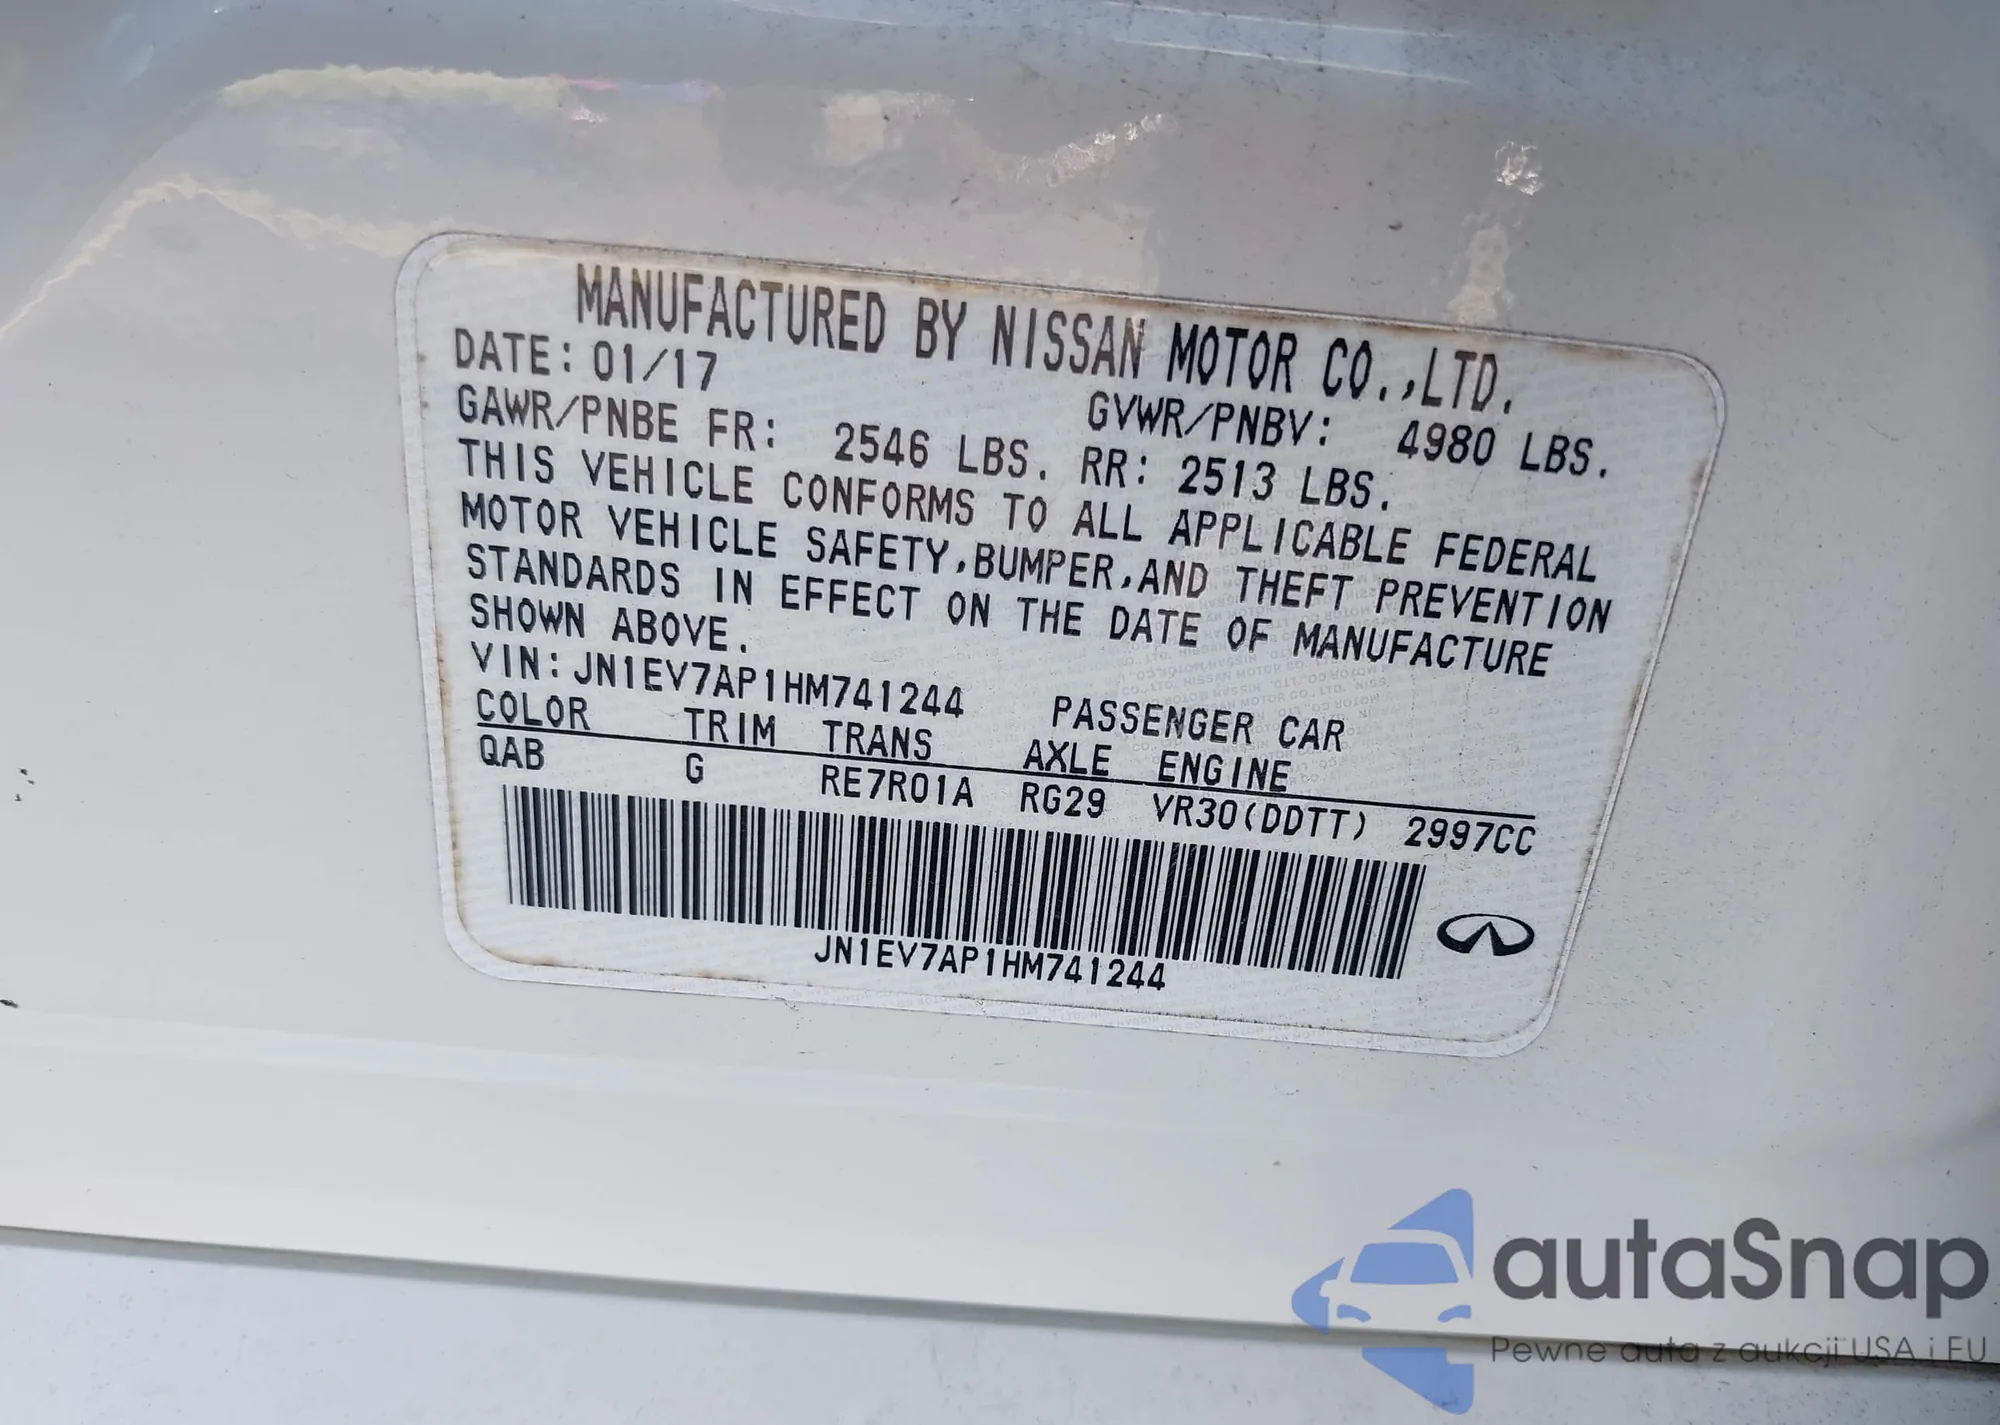 MANUFACTURED BY NISSAN MOTOR CO.,LTD.
DATE: 01/17 GVWR/PNBV: 4980 LBS.
GAWR/PNBE FR: 2546 LBS. RR: 2513 LBS.
THIS VEHICLE CONFORMS TO ALL APPLICABLE FEDERAL
MOTOR VEHICLE SAFETY,BUMPER,AND THEFT PREVENTION
STANDARDS IN EFFECT ON THE DATE OF MANUFACTURE
SHOWN ABOVE.
VIN:JN1EV7AP1HM741244 PASSENGER CAR
COLOR TRIM TRANS AXLE ENGINE
QAB G RE7R01A RG29 VR30(DDTT) 2997CC
JN1EV7AP1HM741244
autaSnap
Pewne auta z aukcji USA i EU